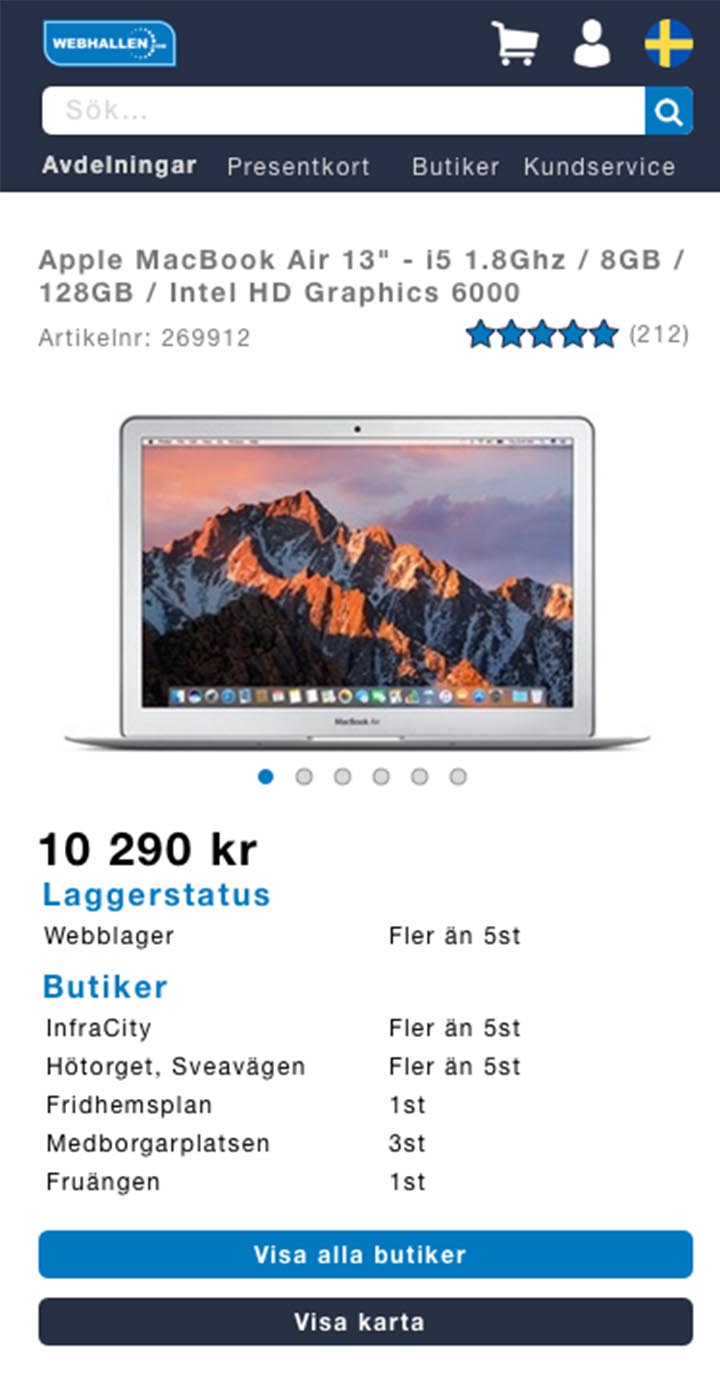 WEBHALLEN
Sök...
Avdelningar Presentkort Butiker Kundservice
Apple MacBook Air 13" - i5 1.8Ghz / 8GB /
128GB / Intel HD Graphics 6000
Artikelnr: 269912 (212)
MacBook Air
10 290 kr
Laggerstatus
Webblager Fler än 5st
Butiker
InfraCity Fler än 5st
Hötorget, Sveavägen Fler än 5st
Fridhemsplan 1st
Medborgarplatsen 3st
Fruängen 1st
Visa alla butiker
Visa karta